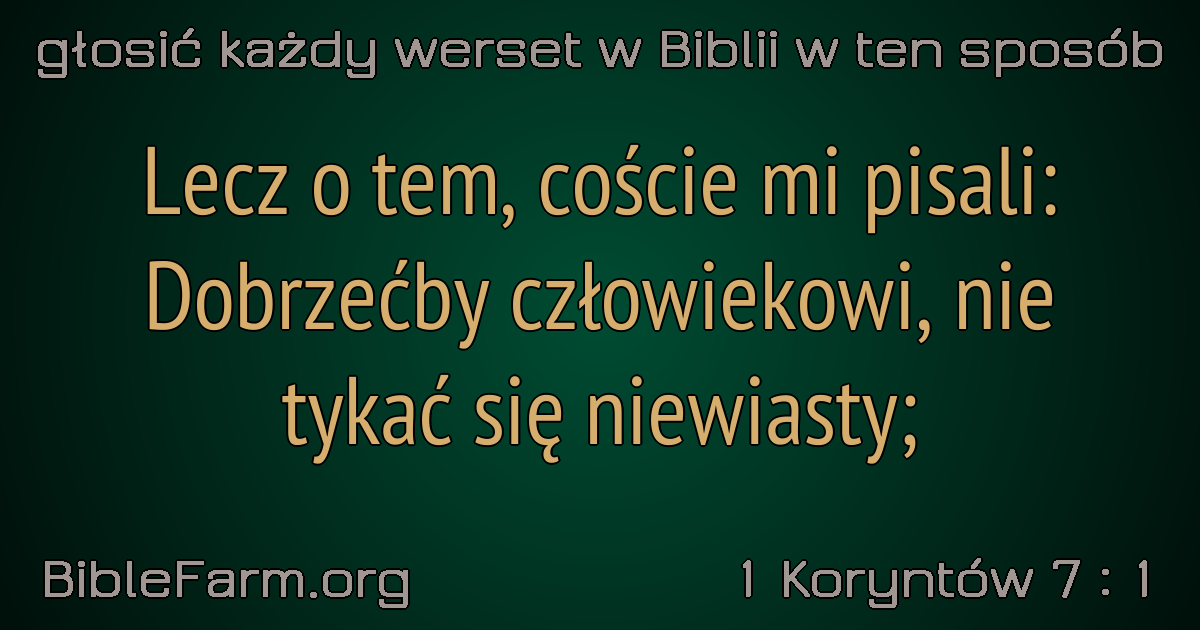 głosić każdy werset w Biblii w ten sposób
Lecz o tem, coście mi pisali:
Dobrzećby człowiekowi, nie
tykać się niewiasty;
BibleFarm.org
1 Koryntów 7 : 1